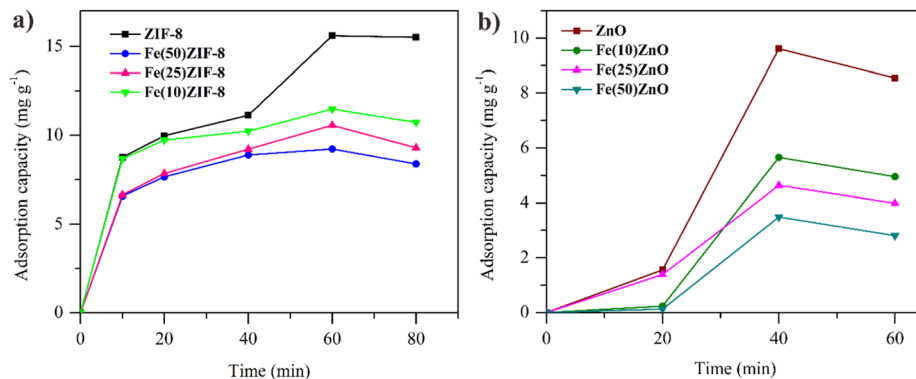 a)
ZIF-8
Fe(50)ZIF-8
Fe(25)ZIF-8
Fe(10)ZIF-8
Adsorption capacity (mg g⁻¹)
15
10
5
0
0 20 40 60 80
Time (min)
b)
ZnO
Fe(10)ZnO
Fe(25)ZnO
Fe(50)ZnO
Adsorption capacity (mg g⁻¹)
10
8
6
4
2
0
0 20 40 60
Time (min)